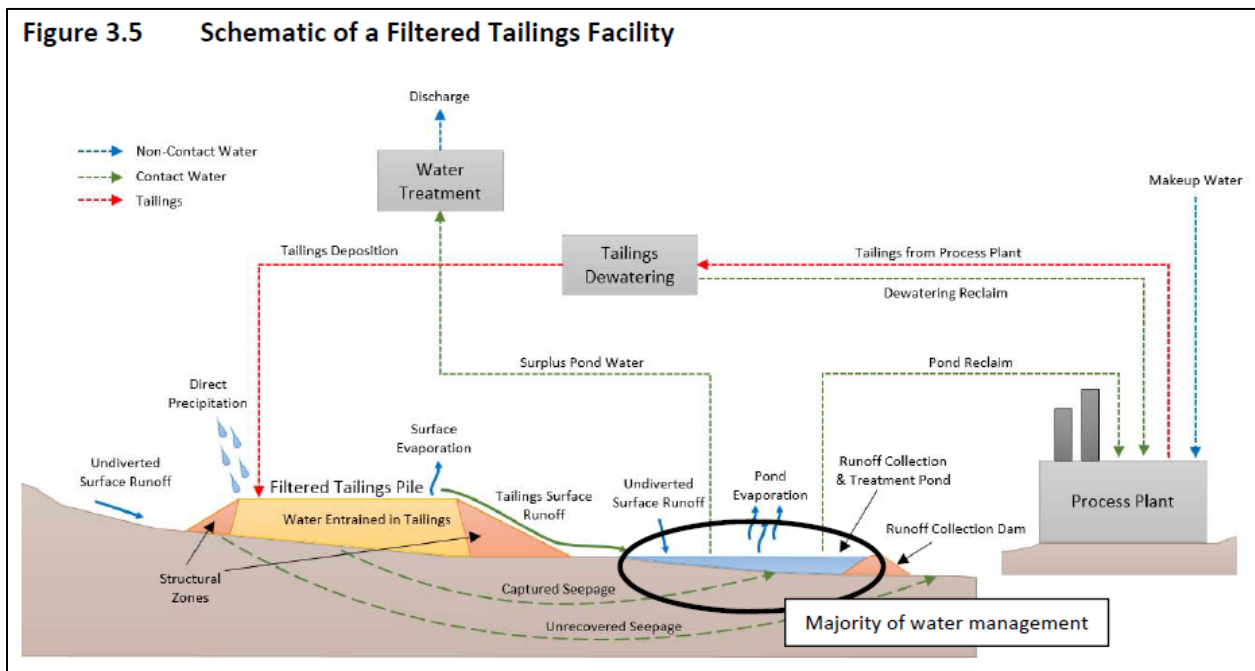 Figure 3.5 Schematic of a Filtered Tailings Facility
Discharge
Non-Contact Water
Contact Water
Tailings
Water
Treatment
Makeup Water
Tailings Deposition
Tailings
Dewatering
Tailings from Process Plant
Dewatering Reclaim
Surplus Pond Water
Pond Reclaim
Direct
Precipitation
Surface
Evaporation
Undiverted
Surface Runoff
Filtered Tailings Pile
Tailings Surface
Runoff
Undiverted
Surface Runoff
Pond
Evaporation
Runoff Collection
& Treatment Pond
Process Plant
Water Entrained in Tailings
Runoff Collection Dam
Structural
Zones
Captured Seepage
Unrecovered Seepage
Majority of water management